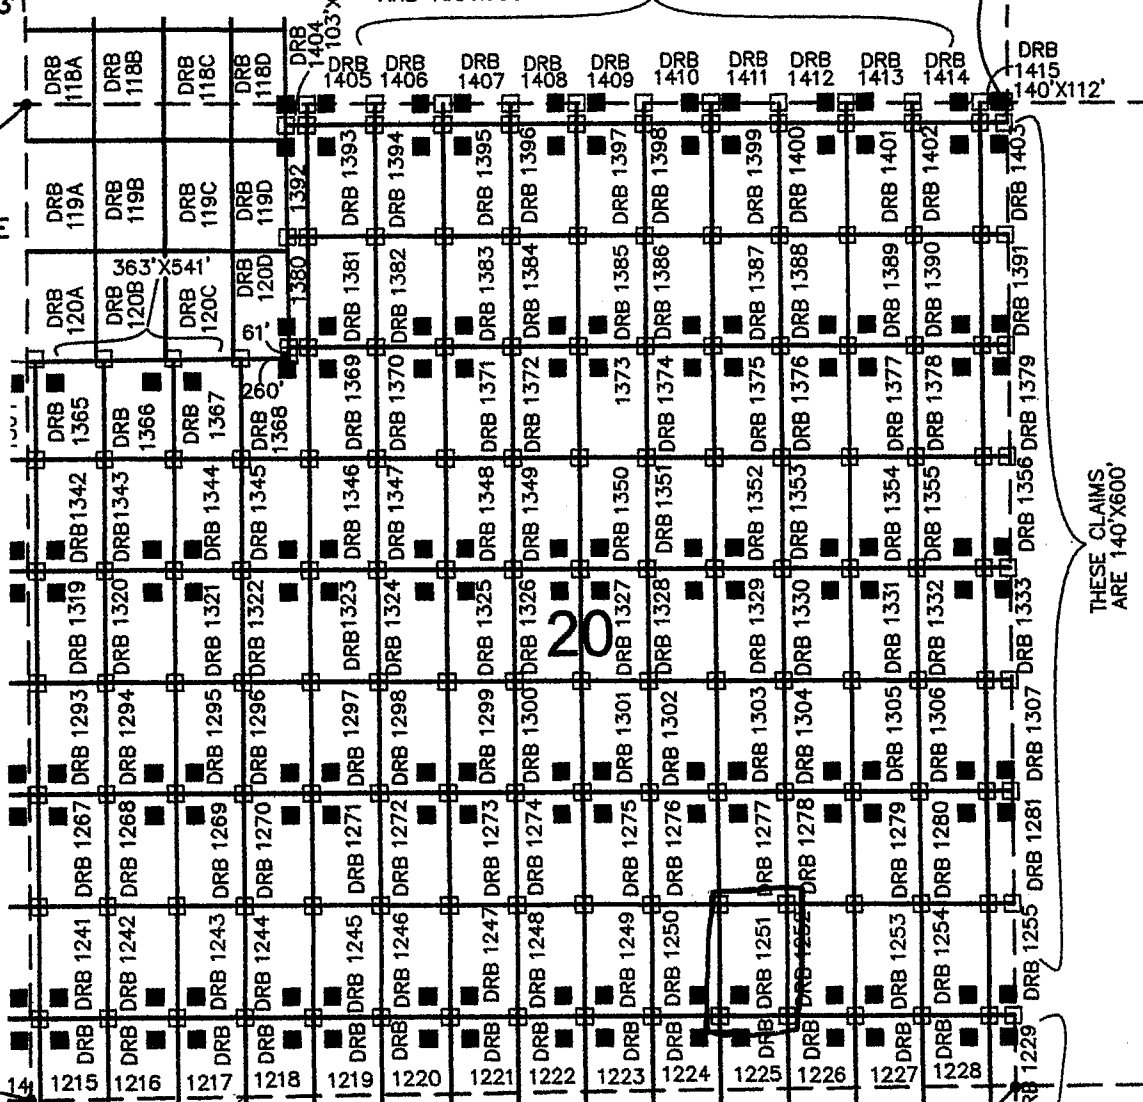 DRB 1404 103'X
DRB 118A
DRB 118B
DRB 118C
DRB 118D
DRB 1405
DRB 1406
DRB 1407
DRB 1408
DRB 1409
DRB 1410
DRB 1411
DRB 1412
DRB 1413
DRB 1414
DRB 1415
140'X112'
DRB 119A
DRB 119B
DRB 119C
DRB 119D
1392
DRB 1393
DRB 1394
DRB 1395
DRB 1396
DRB 1397
DRB 1398
DRB 1399
DRB 1400
DRB 1401
DRB 1402
DRB 1403
363'X541'
DRB 120A
DRB 120B
DRB 120C
DRB 120D
1380
DRB 1381
DRB 1382
DRB 1383
DRB 1384
DRB 1385
DRB 1386
DRB 1387
DRB 1388
DRB 1389
DRB 1390
DRB 1391
61'
260'
DRB 1365
DRB 1366
DRB 1367
DRB 1368
DRB 1369
DRB 1370
DRB 1371
DRB 1372
1373
DRB 1374
DRB 1375
DRB 1376
DRB 1377
DRB 1378
DRB 1379
DRB 1342
DRB 1343
DRB 1344
DRB 1345
DRB 1346
DRB 1347
DRB 1348
DRB 1349
DRB 1350
DRB 1351
DRB 1352
DRB 1353
DRB 1354
DRB 1355
DRB 1356
THESE CLAIMS
ARE 140'X600'
DRB 1319
DRB 1320
DRB 1321
DRB 1322
DRB 1323
DRB 1324
DRB 1325
DRB 1326
DRB 1327
DRB 1328
DRB 1329
DRB 1330
DRB 1331
DRB 1332
DRB 1333
20
DRB 1293
DRB 1294
DRB 1295
DRB 1296
DRB 1297
DRB 1298
DRB 1299
DRB 1300
DRB 1301
DRB 1302
DRB 1303
DRB 1304
DRB 1305
DRB 1306
DRB 1307
DRB 1267
DRB 1268
DRB 1269
DRB 1270
DRB 1271
DRB 1272
DRB 1273
DRB 1274
DRB 1275
DRB 1276
DRB 1277
DRB 1278
DRB 1279
DRB 1280
DRB 1281
DRB 1241
DRB 1242
DRB 1243
DRB 1244
DRB 1245
DRB 1246
DRB 1247
DRB 1248
DRB 1249
DRB 1250
DRB 1251
DRB 1252
DRB 1253
DRB 1254
DRB 1255
14
DRB 1215
DRB 1216
DRB 1217
DRB 1218
DRB 1219
DRB 1220
DRB 1221
DRB 1222
DRB 1223
DRB 1224
DRB 1225
DRB 1226
DRB 1227
DRB 1228
DRB 1229